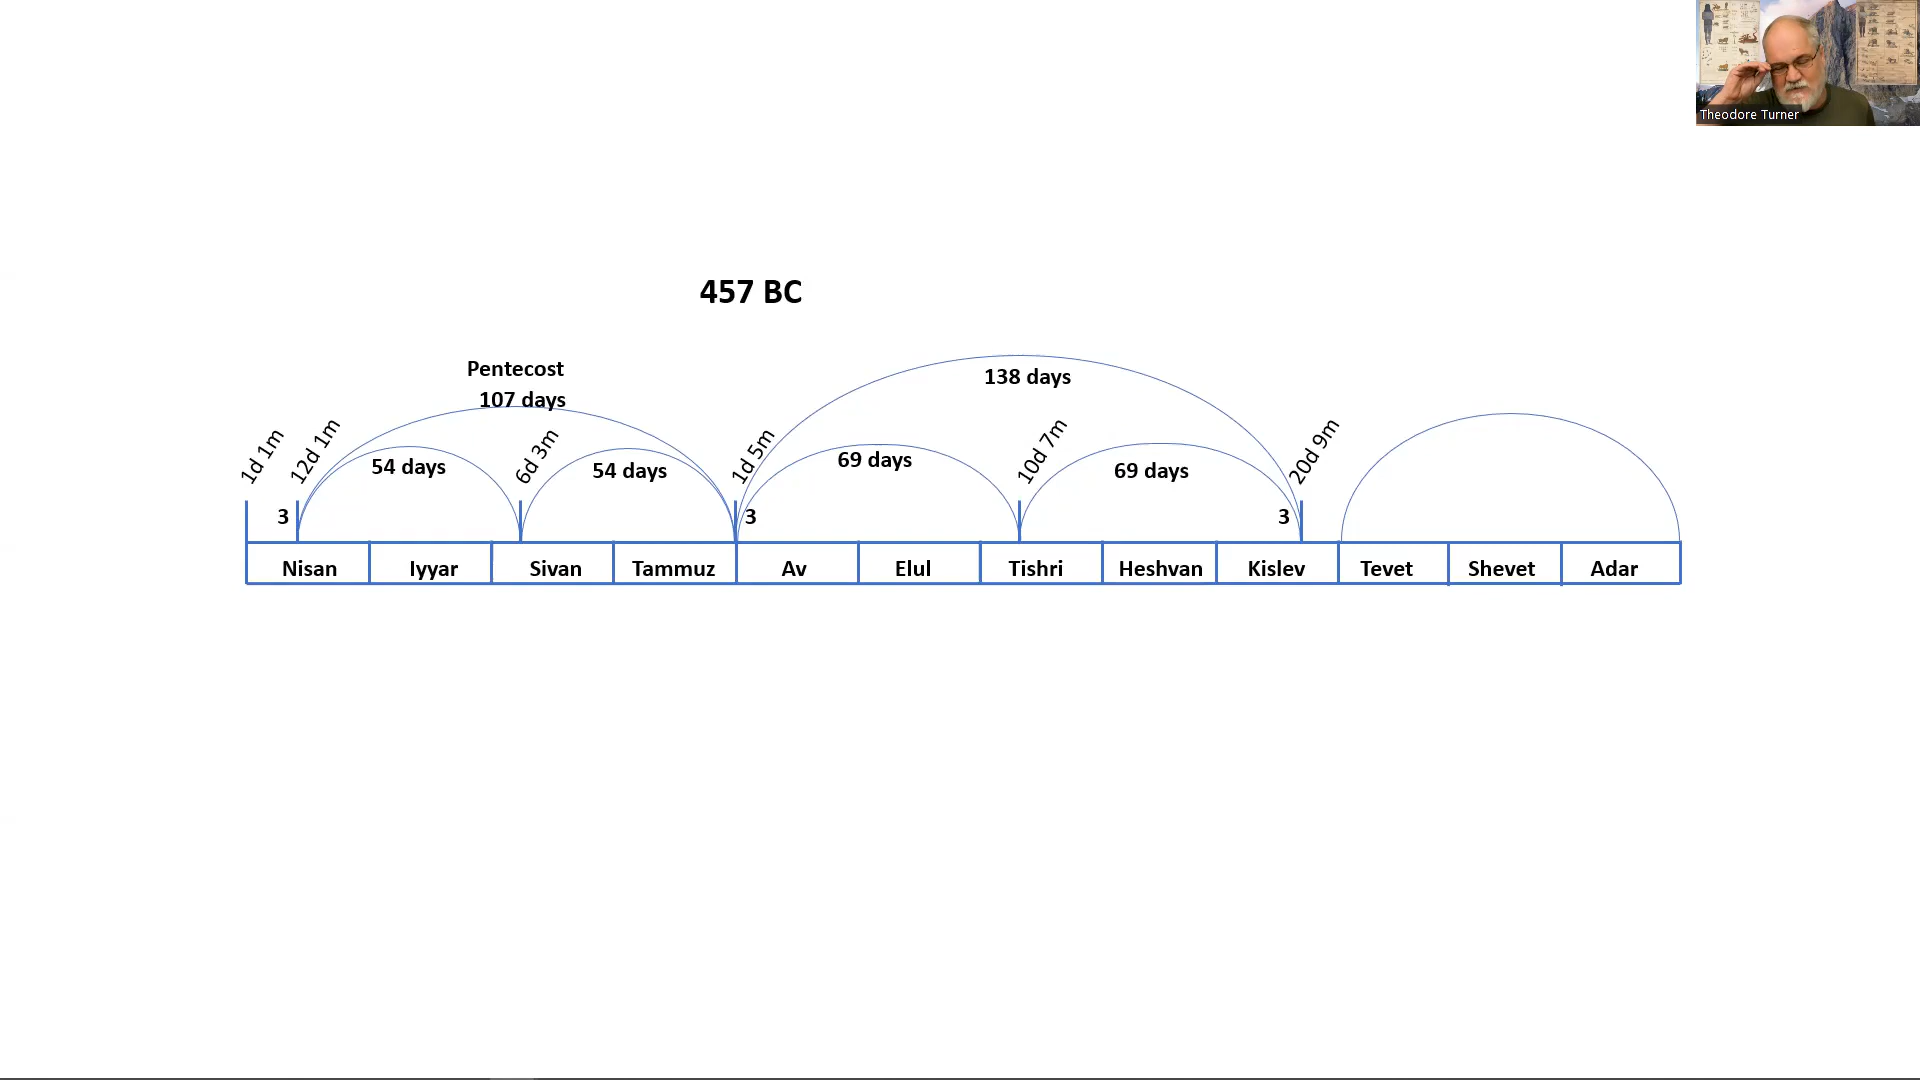 Theodore Turner
457 BC
Pentecost
107 days
138 days
1d 1m
12d 1m
54 days
6d 3m
54 days
1d 5m
69 days
10d 7m
69 days
20d 9m
3
3
3
Nisan Iyyar Sivan Tammuz Av Elul Tishri Heshvan Kislev Tevet Shevet Adar